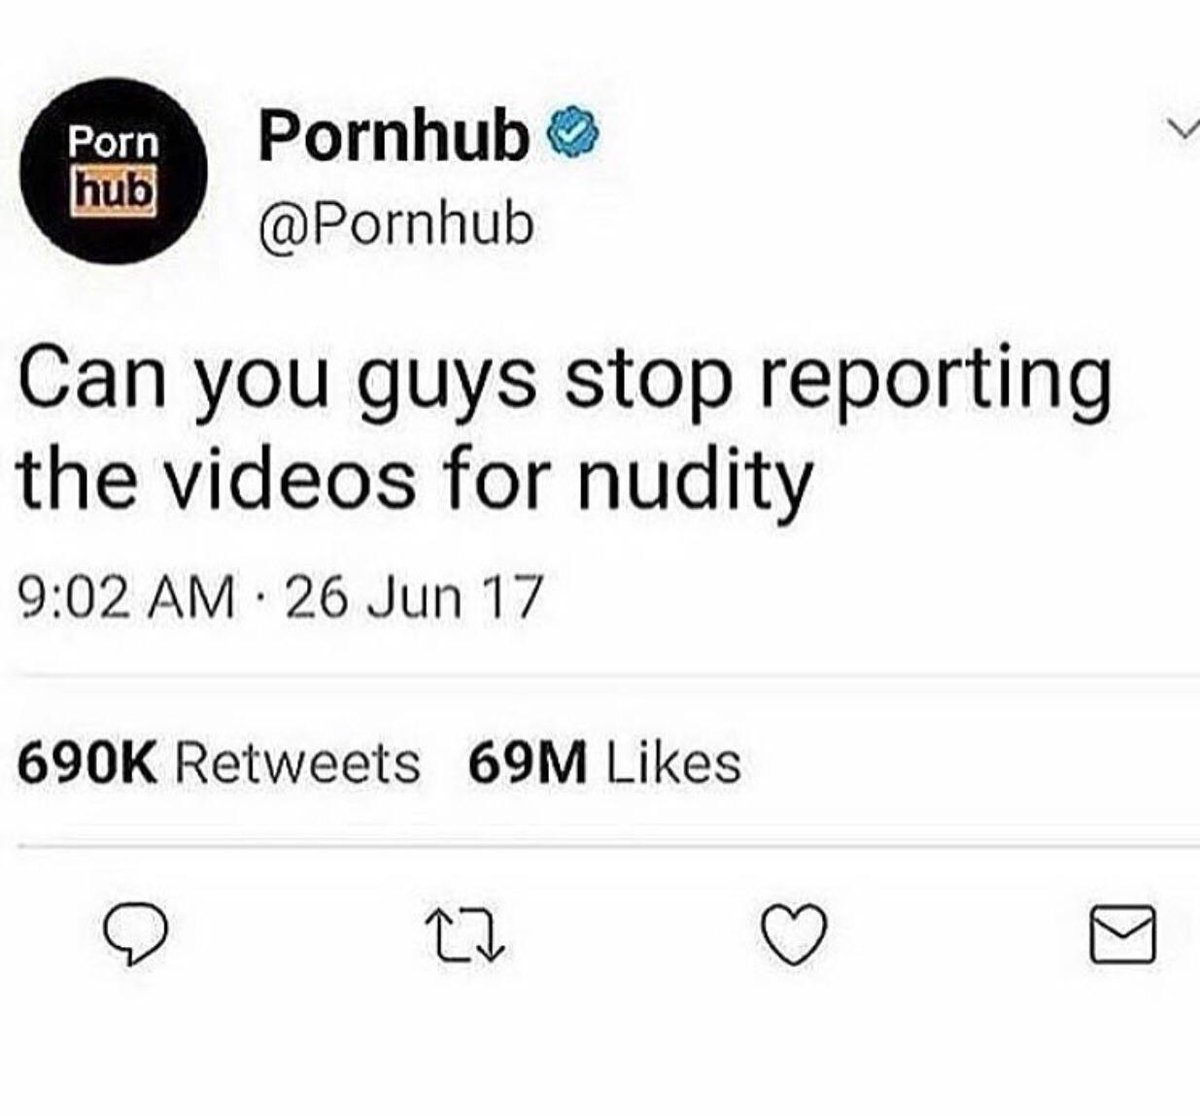 Porn
hub
Pornhub
@Pornhub
Can you guys stop reporting
the videos for nudity
9:02 AM · 26 Jun 17
690K Retweets 69M Likes